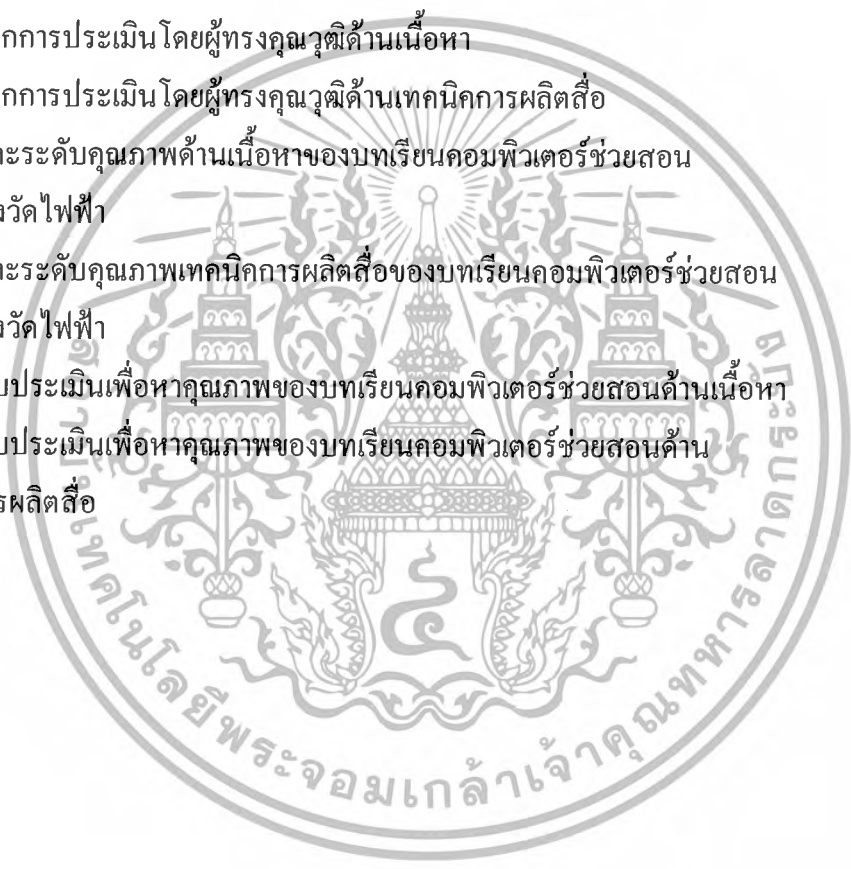 กการประเมินโดยผู้ทรงคุณวุฒิด้านเนื้อหา
กการประเมินโดยผู้ทรงคุณวุฒิด้านเทคนิคการผลิตสื่อ
ะระดับคุณภาพด้านเนื้อหาของบทเรียนคอมพิวเตอร์ช่วยสอน
งวัดไฟฟ้า
ะระดับคุณภาพเทคนิคการผลิตสื่อของบทเรียนคอมพิวเตอร์ช่วยสอน
งวัดไฟฟ้า
บประเมินเพื่อหาคุณภาพของบทเรียนคอมพิวเตอร์ช่วยสอนด้านเนื้อหา
บประเมินเพื่อหาคุณภาพของบทเรียนคอมพิวเตอร์ช่วยสอนด้าน
รผลิตสื่อ
สถาบันเทคโนโลยีพระจอมเกล้าเจ้าคุณทหารลาดกระบัง